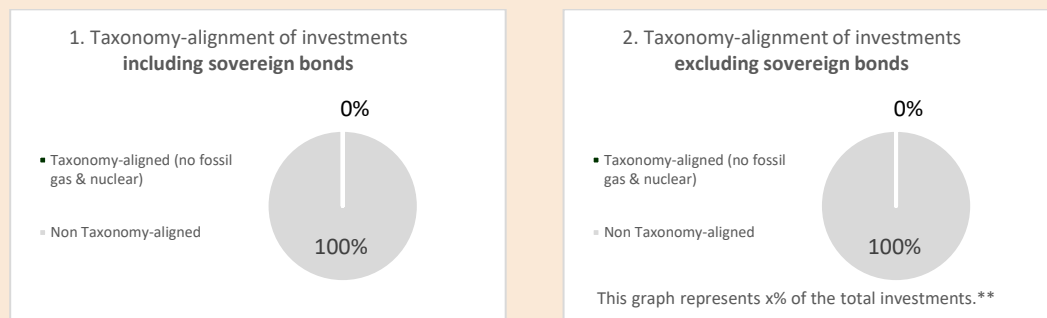 1. Taxonomy-alignment of investments
including sovereign bonds
0%
Taxonomy-aligned (no fossil
gas & nuclear)
Non Taxonomy-aligned
100%
2. Taxonomy-alignment of investments
excluding sovereign bonds
0%
Taxonomy-aligned (no fossil
gas & nuclear)
Non Taxonomy-aligned
100%
This graph represents x% of the total investments.**